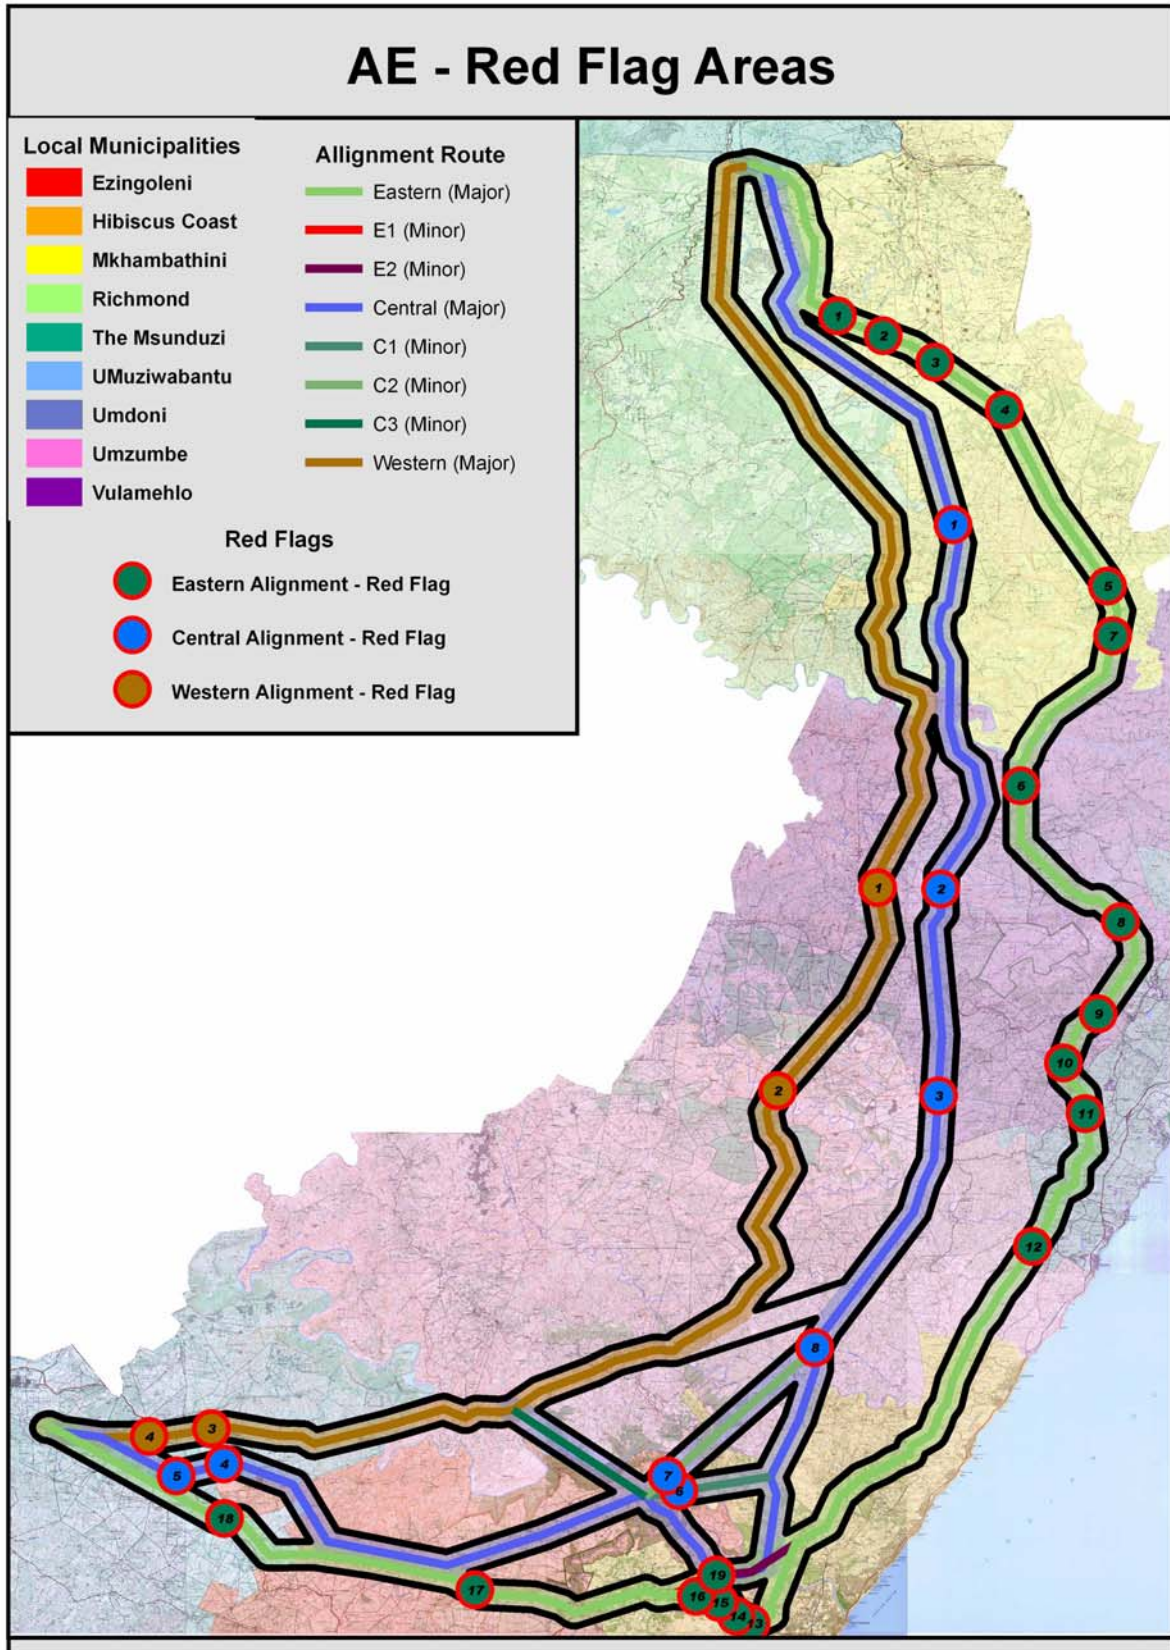 AE - Red Flag Areas
Local Municipalities
Ezingoleni
Hibiscus Coast
Mkhambathini
Richmond
The Msunduzi
UMuziwabantu
Umdoni
Umzumbe
Vulamehlo
Allignment Route
Eastern (Major)
E1 (Minor)
E2 (Minor)
Central (Major)
C1 (Minor)
C2 (Minor)
C3 (Minor)
Western (Major)
Red Flags
Eastern Alignment - Red Flag
Central Alignment - Red Flag
Western Alignment - Red Flag
1
2
3
4
1
5
7
6
1
2
8
9
10
2
3
11
12
8
3
4
4
5
7
6
18
19
17
16
15
14
13